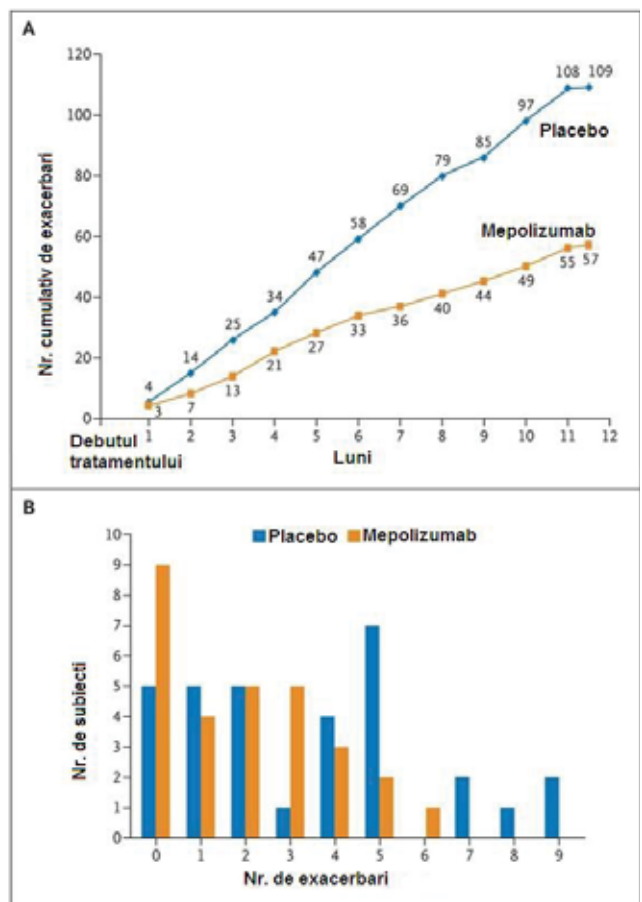 A
120
100
80
60
40
20
0
Nr. cumulativ de exacerbari
4 14 25 34 47 58 69 79 85 97 108 109
Placebo
Mepolizumab
3 7 13 21 27 33 36 40 44 49 55 57
1 2 3 4 5 6 7 8 9 10 11 12
Debutul
tratamentului
Luni
B
Placebo Mepolizumab
10
9
8
7
6
5
4
3
2
1
0
Nr. de subiecti
0 1 2 3 4 5 6 7 8 9
Nr. de exacerbari